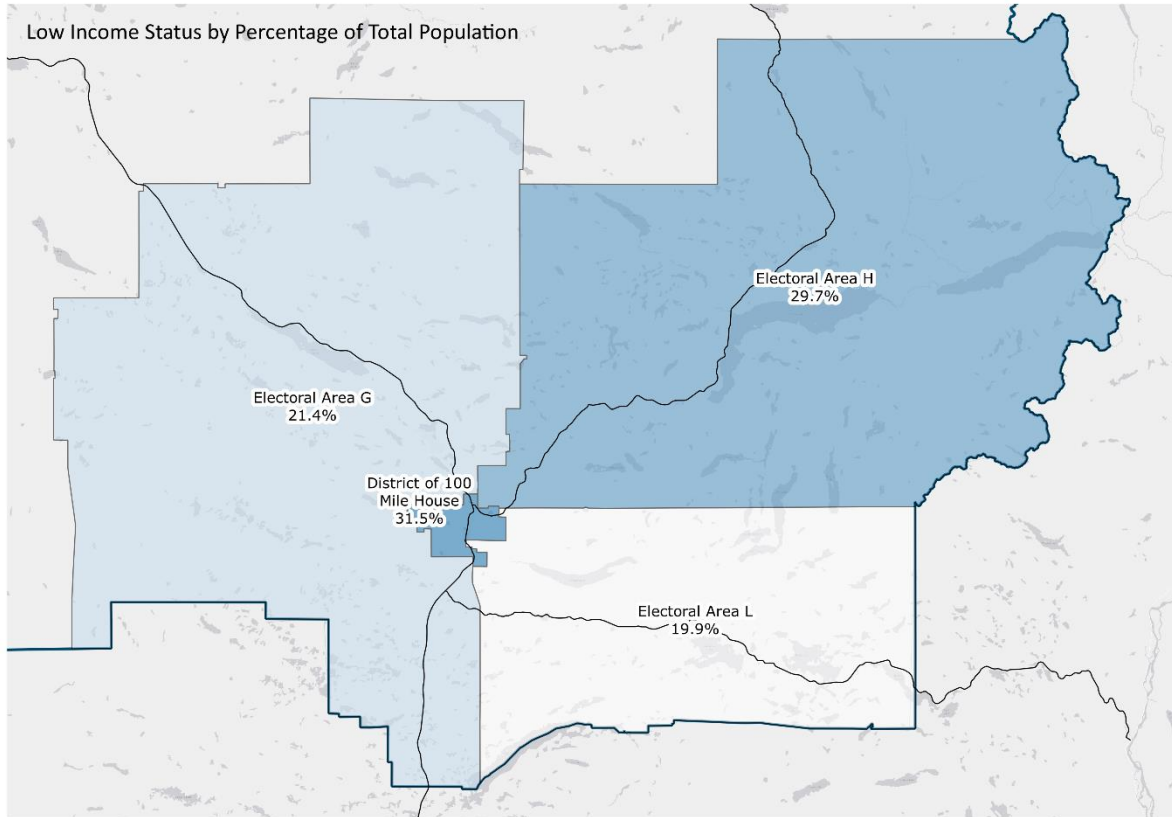 Low Income Status by Percentage of Total Population
Electoral Area H
29.7%
Electoral Area G
21.4%
District of 100
Mile House
31.5%
Electoral Area L
19.9%